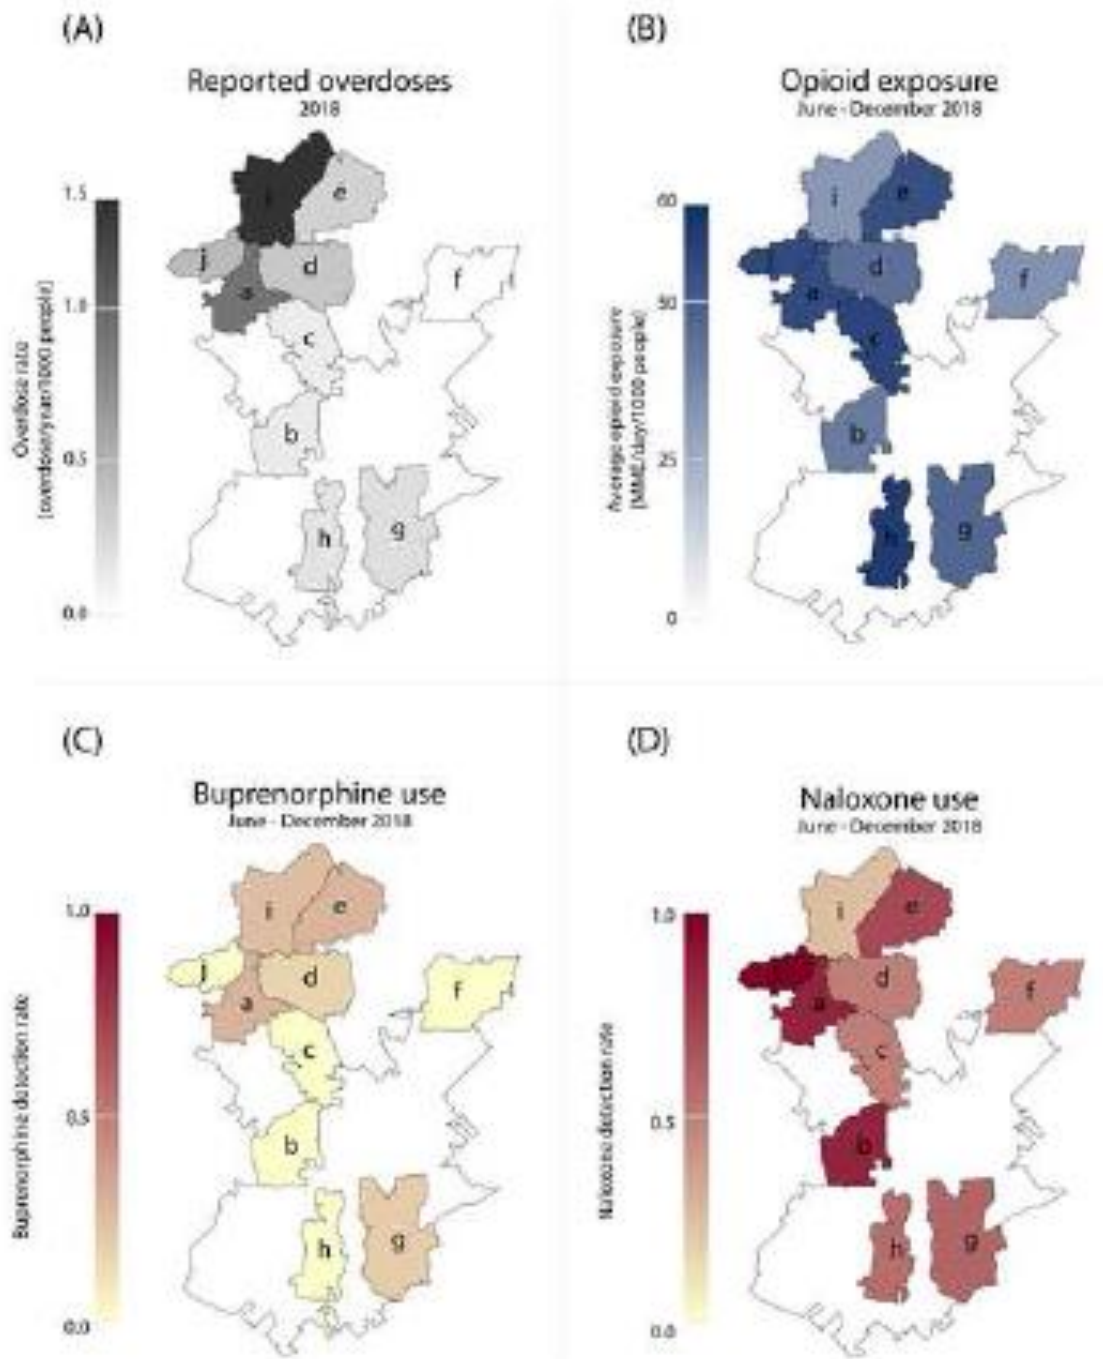 (A)
Reported overdoses
2018
1.5
1.0
0.5
0.0
Overdose rate
[overdose/year/1000 people]
i
e
j
d
a
f
c
b
h
g
(B)
Opioid exposure
June - December 2018
60
50
25
0
Average opioid exposure
[MME/day/1000 people]
i
e
d
a
f
c
b
h
g
(C)
Buprenorphine use
June - December 2018
1.0
0.5
0.0
Buprenorphine detection rate
i
e
j
d
a
f
c
b
h
g
(D)
Naloxone use
June - December 2018
1.0
0.5
0.0
Naloxone detection rate
i
e
d
a
f
c
b
h
g